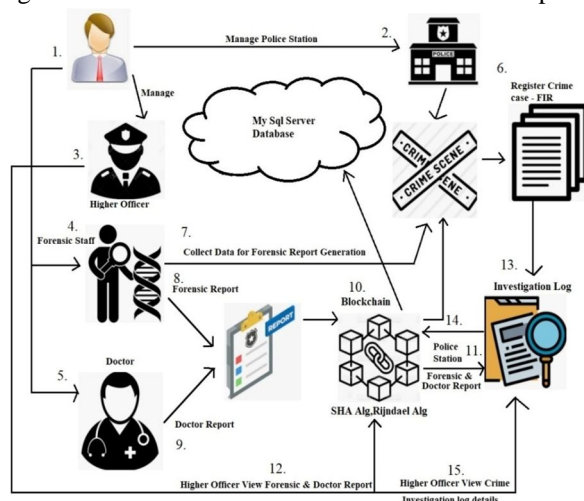 1.
Manage Police Station
2.
POLICE
6.
Register Crime
case - FIR
Manage
My Sql Server
Database
3.
Higher Officer
CRIME SCENE
4.
Forensic Staff
7.
Collect Data for Forensic Report Generation
8.
Forensic Report
REPORT
10.
Blockchain
13.
Investigation Log
14.
Police
Station
11.
Forensic &
Doctor Report
SHA Alg,Rijndael Alg
5.
Doctor
9.
Doctor Report
12.
Higher Officer View Forensic & Doctor Report
15.
Higher Officer View Crime
Investigation log details